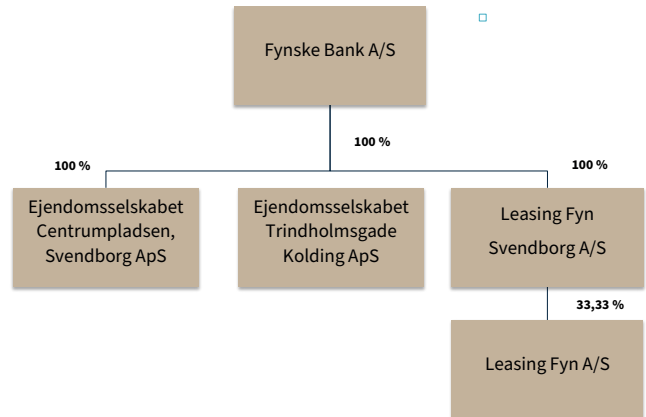 Fynske Bank A/S
100 %
100 %
100 %
Ejendomsselskabet
Centrumpladsen,
Svendborg ApS
Ejendomsselskabet
Trindholmsgade
Kolding ApS
Leasing Fyn
Svendborg A/S
33,33 %
Leasing Fyn A/S